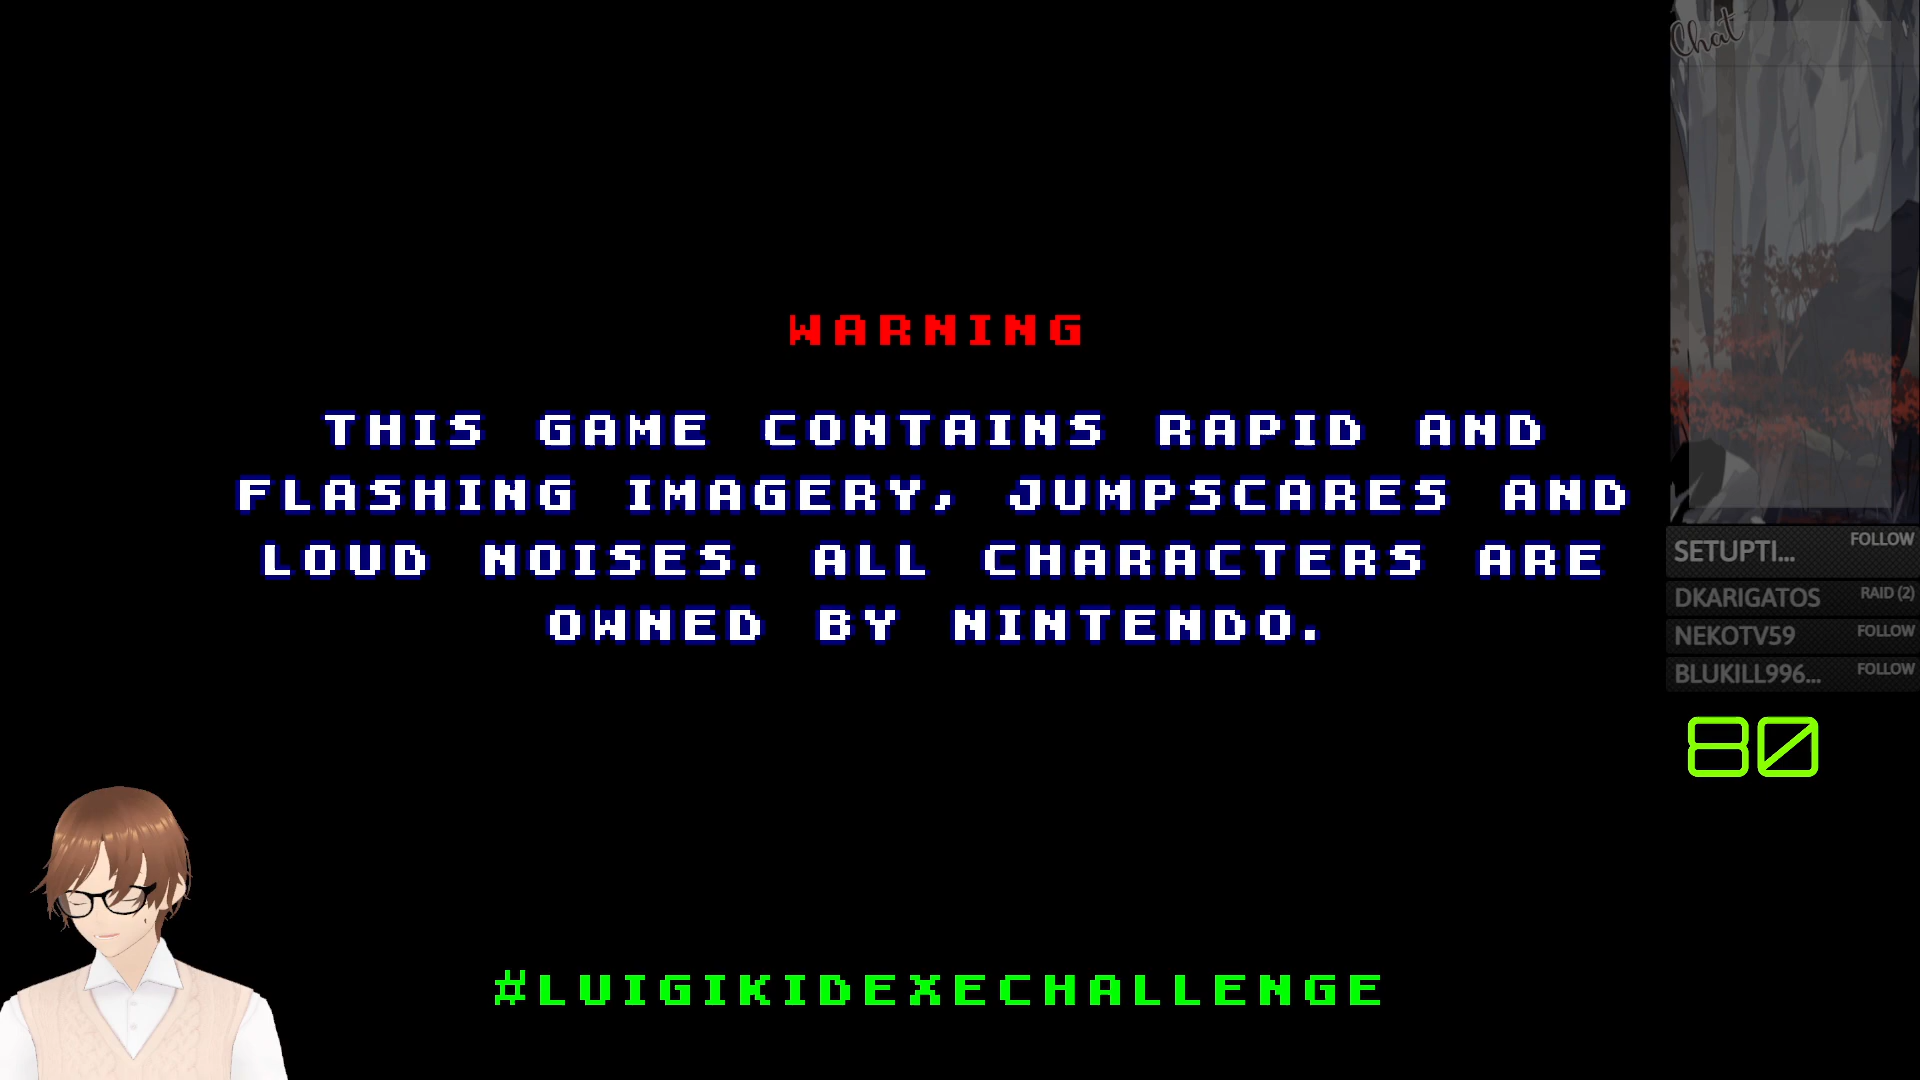 Chat
WARNING
THIS GAME CONTAINS RAPID AND
FLASHING IMAGERY, JUMPSCARES AND
LOUD NOISES. ALL CHARACTERS ARE
OWNED BY NINTENDO.
SETUPTI... FOLLOW
DKARIGATOS RAID (2)
NEKOTV59 FOLLOW
BLUKILL996... FOLLOW
80
#LUIGIKIDEXECHALLENGE